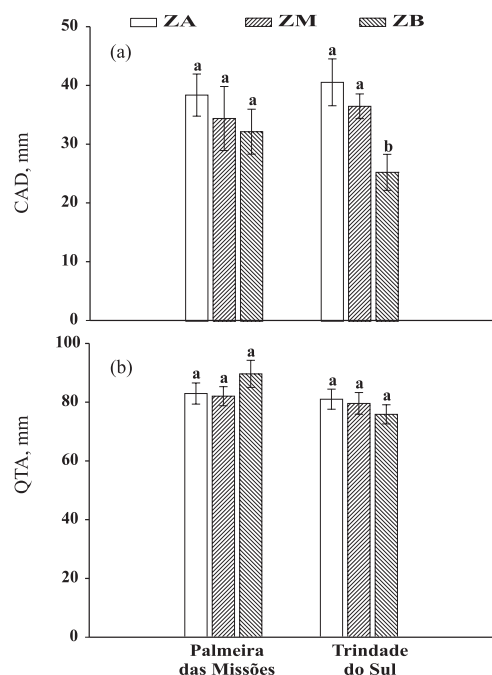 ZA ZM ZB
50
(a)
a a a a a b
40
30
20
10
0
CAD, mm
100
(b)
a a a a a a
80
60
40
20
0
QTA, mm
Palmeira das Missões
Trindade do Sul